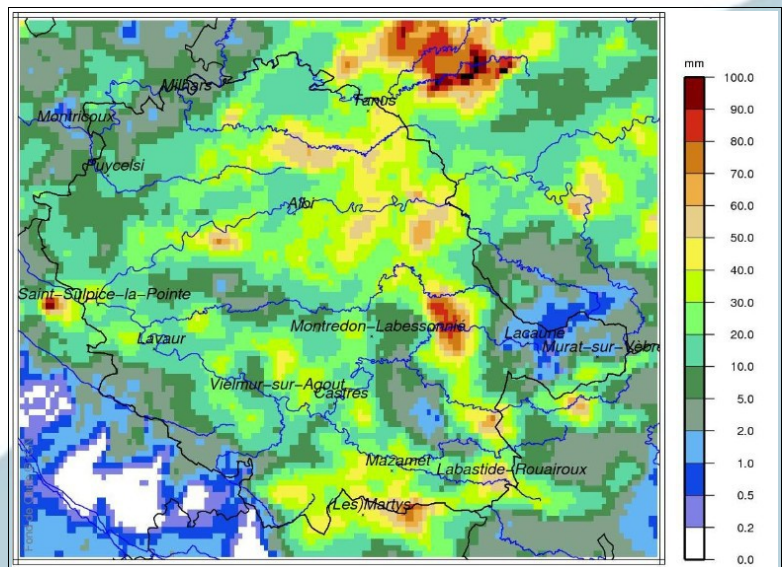 mm
100.0
90.0
80.0
70.0
60.0
50.0
40.0
30.0
20.0
10.0
5.0
2.0
1.0
0.5
0.2
0.0
Milhars
Tanus
Montricoux
Puycelsi
Albi
Saint-Sulpice-la-Pointe
Montredon-Labessonnie
Lacaune
Lavaur
Murat-sur-Vèbre
Vielmur-sur-Agout
Castres
Mazamet
Labastide-Rouairoux
(Les)Martys